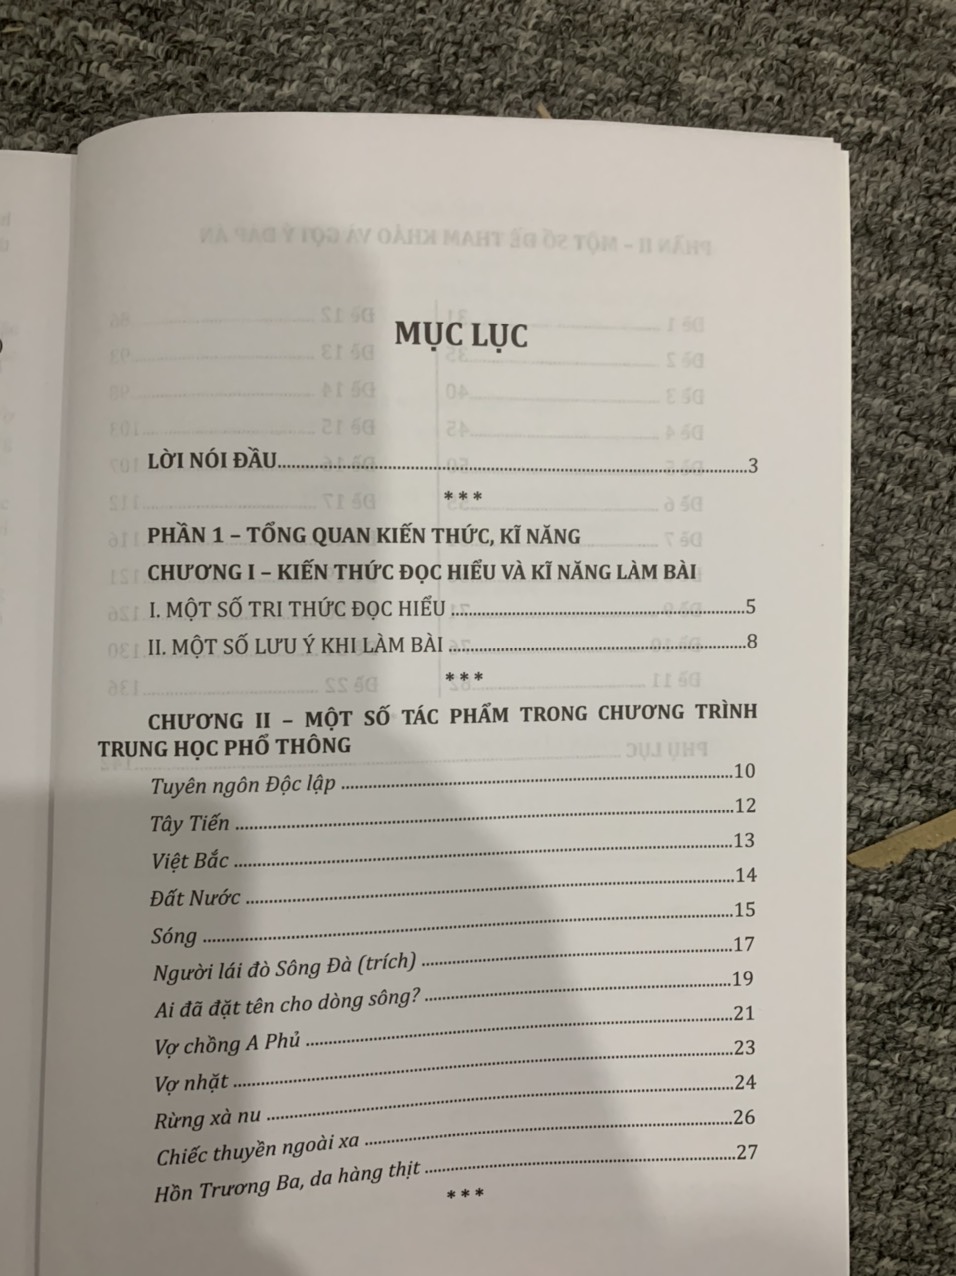 MỤC LỤC
LỜI NÓI ĐẦU...3
***
PHẦN 1 – TỔNG QUAN KIẾN THỨC, KĨ NĂNG
CHƯƠNG I – KIẾN THỨC ĐỌC HIỂU VÀ KĨ NĂNG LÀM BÀI
I. MỘT SỐ TRI THỨC ĐỌC HIỂU...5
II. MỘT SỐ LƯU Ý KHI LÀM BÀI...8
***
CHƯƠNG II – MỘT SỐ TÁC PHẨM TRONG CHƯƠNG TRÌNH
TRUNG HỌC PHỔ THÔNG
Tuyên ngôn Độc lập...10
Tây Tiến...12
Việt Bắc...13
Đất Nước...14
Sóng...15
Người lái đò Sông Đà (trích)...17
Ai đã đặt tên cho dòng sông?...19
Vợ chồng A Phủ...21
Vợ nhặt...23
Rừng xà nu...24
Chiếc thuyền ngoài xa...26
Hồn Trương Ba, da hàng thịt...27
***